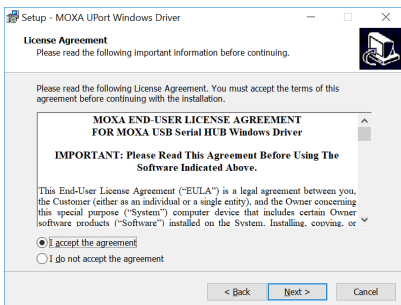 Setup - MOXA UPort Windows Driver
License Agreement
Please read the following important information before continuing.
Please read the following License Agreement. You must accept the terms of this
agreement before continuing with the installation.
MOXA END-USER LICENSE AGREEMENT
FOR MOXA USB Serial HUB Windows Driver
IMPORTANT: Please Read This Agreement Before Using The
Software Indicated Above.
This End-User License Agreement (“EULA”) is a legal agreement between you,
the Customer (either as an individual or a single entity), and the Owner concerning
this special purpose (“System”) computer device that includes certain Owner
software products (“Software”) installed on the System. Installing, copying, or
I accept the agreement
I do not accept the agreement
< Back
Next >
Cancel